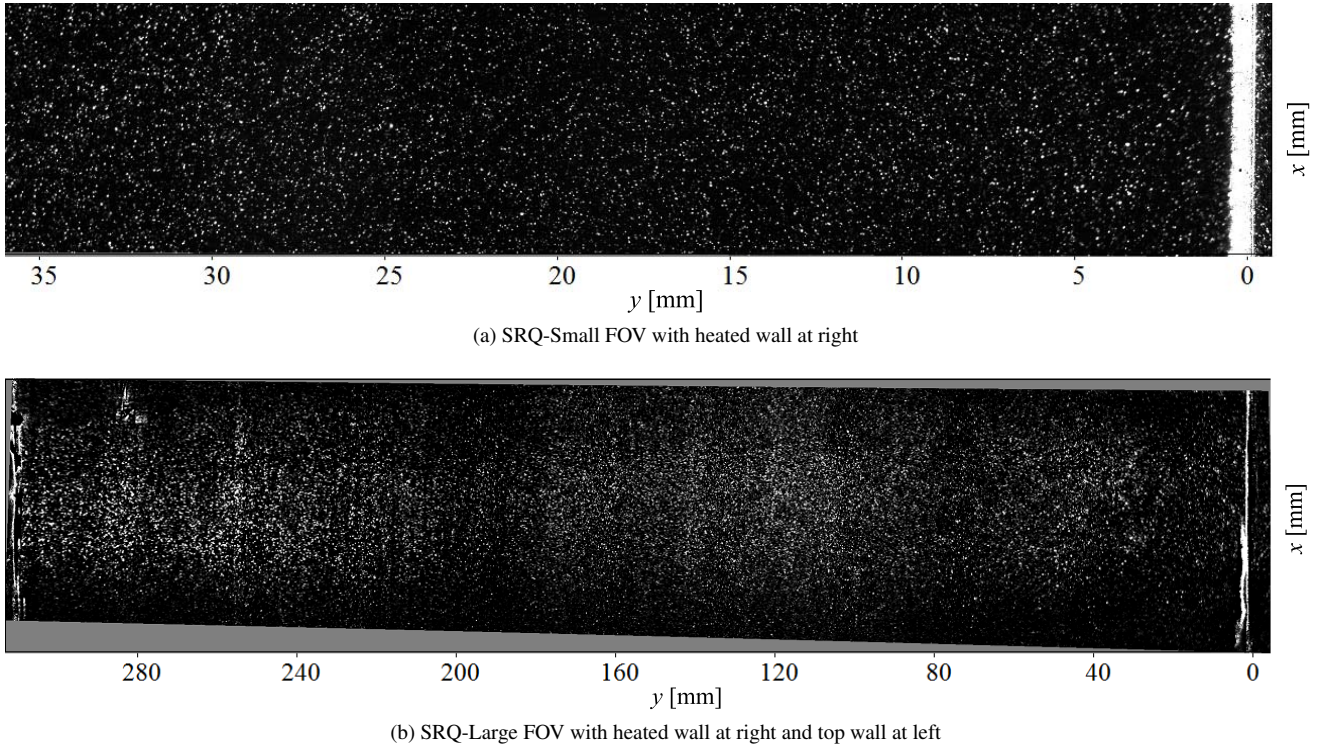 x [mm]
35 30 25 20 15 10 5 0
y [mm]
(a) SRQ-Small FOV with heated wall at right
x [mm]
280 240 200 160 120 80 40 0
y [mm]
(b) SRQ-Large FOV with heated wall at right and top wall at left